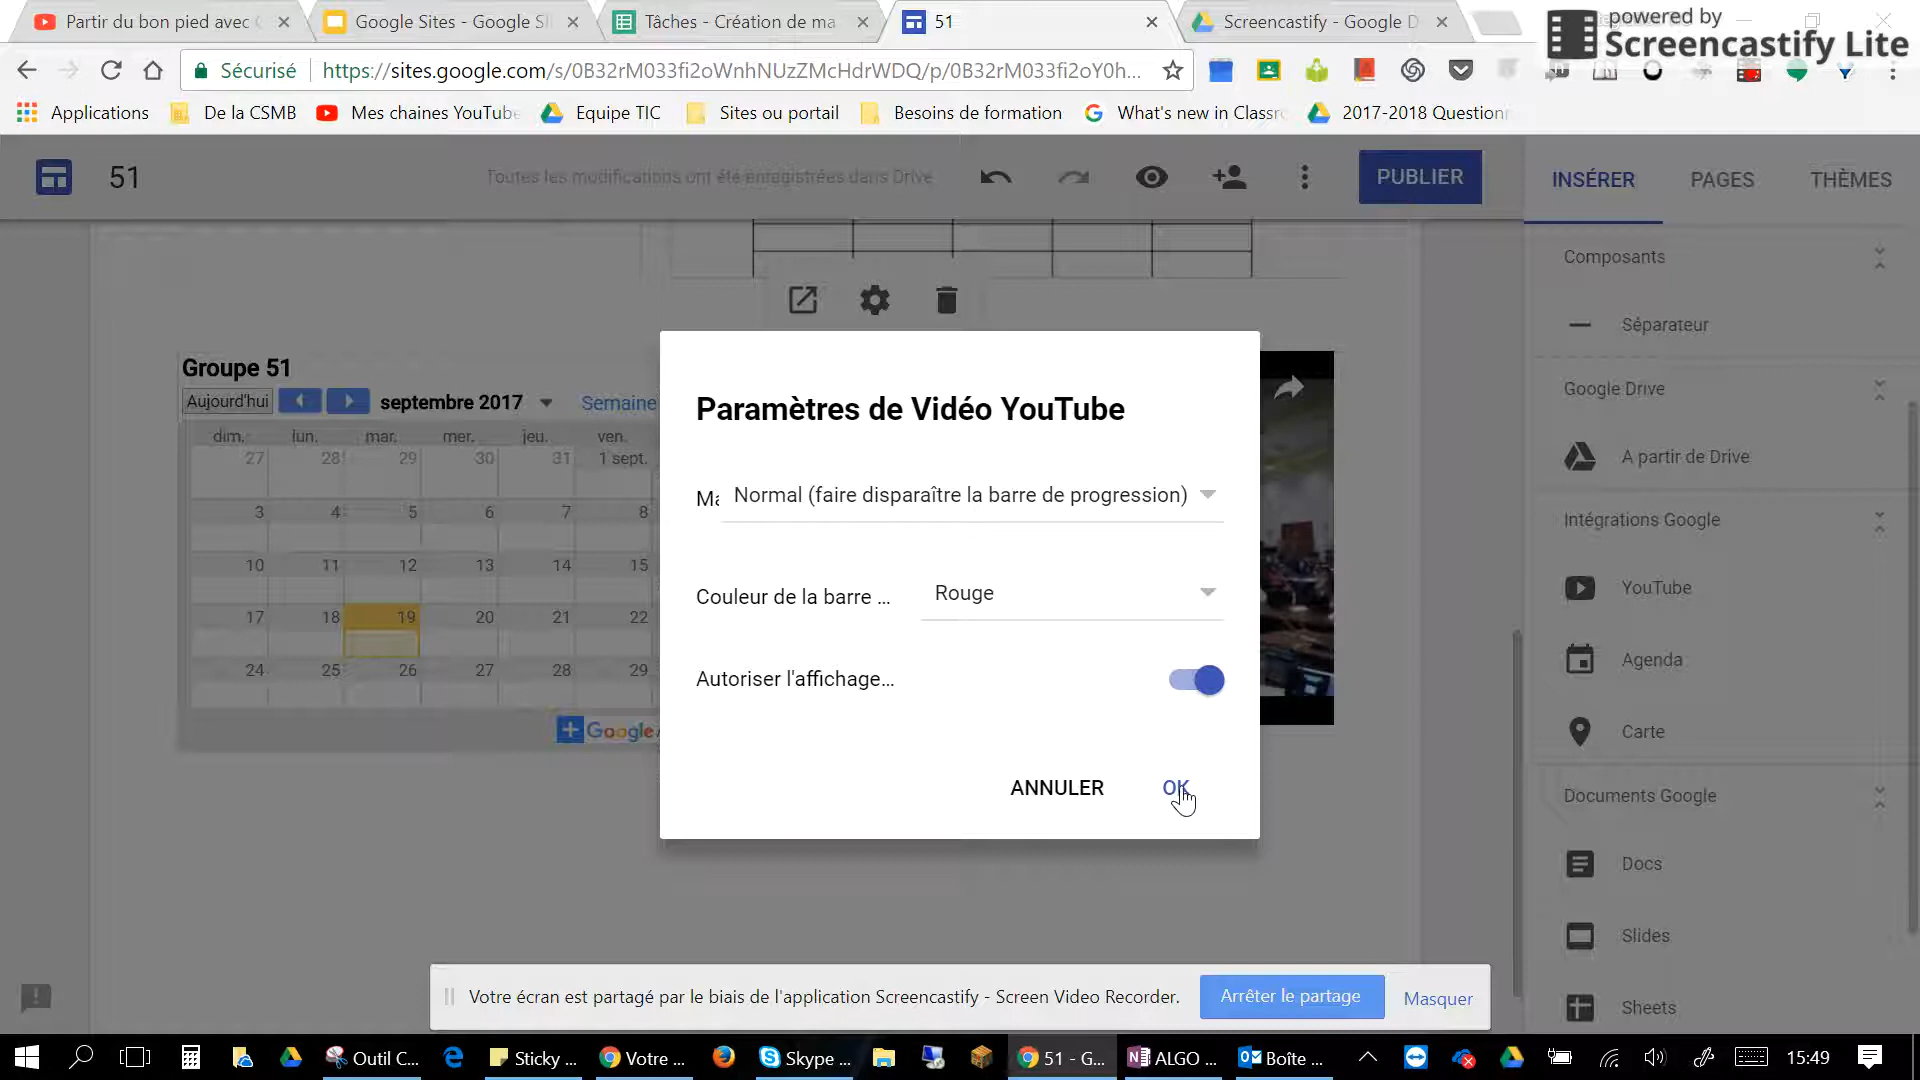 Partir du bon pied avec
Google Sites - Google Sl
Tâches - Création de ma
51
Screencastify - Google D
powered by
Screencastify Lite
Sécurisé
https://sites.google.com/s/0B32rM033fi2oWnhNUzZMcHdrWDQ/p/0B32rM033fi2oY0h...
Applications
De la CSMB
Mes chaines YouTube
Equipe TIC
Sites ou portail
Besoins de formation
What's new in Classr
2017-2018 Question
51
Toutes les modifications ont été enregistrées dans Drive
PUBLIER
INSÉRER
PAGES
THÈMES
Composants
Séparateur
Google Drive
A partir de Drive
Intégrations Google
YouTube
Agenda
Carte
Documents Google
Docs
Slides
Sheets
Groupe 51
Aujourd'hui
septembre 2017
Semaine
dim. lun. mar. mer. jeu. ven.
27 28 29 30 31 1 sept.
3 4 5 6 7 8
10 11 12 13 14 15
17 18 19 20 21 22
24 25 26 27 28 29
Google
Paramètres de Vidéo YouTube
Ma
Normal (faire disparaître la barre de progression)
Couleur de la barre ...
Rouge
Autoriser l'affichage...
ANNULER
OK
Votre écran est partagé par le biais de l'application Screencastify - Screen Video Recorder.
Arrêter le partage
Masquer
Outil C...
Sticky ...
Votre ...
Skype ...
51 - G...
ALGO ...
Boîte ...
15:49